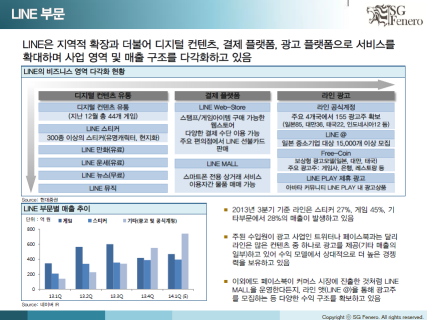 LINE 부문
SG Fenero
LINE은 지역적 확장과 더불어 디지털 컨텐츠, 결제 플랫폼, 광고 플랫폼으로 서비스를
확대하며 사업 영역 및 매출 구조를 다각화하고 있음
LINE의 비즈니스 영역 다각화 현황
디지털 컨텐츠 유통
디지털 컨텐츠 유통
(지난 12월 총 44개 게임)
LINE 스티커
300종 이상의 스티커(유명캐릭터, 현지화)
LINE 만화(유료)
LINE 운세(유료)
LINE 뉴스(무료)
LINE 뮤직
결제 플랫폼
LINE Web-Store
스탬프/게임아이템 구매 가능한
웹스토어
다양한 결제 수단 이용 가능
주요 편의점에서 LINE 선불카드
판매
LINE MALL
스마트폰 전용 상거래 서비스
이용자간 물품 매매 가능
라인 광고
라인 공식계정
주요 4개국에서 155 광고주 확보
(일본85, 대만36, 태국22, 인도네시아12 등)
LINE @
일본 중소기업 대상 15,000개 이상 모집
Free-Coin
보상형 광고모델(일본, 대만, 태국)
주요 광고주: 게임사, 은행, 레스토랑 등
LINE PLAY 제휴 광고
아바타 커뮤니티 LINE PLAY 내 광고상품
Source: 현대증권
LINE 부문별 매출 추이
단위 : 억 원
게임
스티커
기타(광고 및 공식계정)
800
600
400
200
0
13.1Q
13.2Q
13.3Q
13.4Q
14.1Q (E)
Source: 네이버 IR
2013년 3분기 기준 라인은 스티커 27%, 게임 45%, 기
타부문에서 28%의 매출이 발생하고 있음
주된 수입원이 광고 사업인 트위터나 페이스북과는 달리
라인은 많은 컨텐츠 중 하나로 광고를 제공(기타 매출의
일부)하고 있어 수익 모델에서 상대적으로 더 높은 경쟁
력을 보유하고 있음
이외에도 페이스북이 커머스 시장에 진출한 것처럼 LINE
MALL을 운영한다든지, 라인 앳(LINE @)을 통해 광고주
를 모집하는 등 다양한 수익 구조를 확보하고 있음
Copyright ⓒ SG Fenero. All rights reserved.